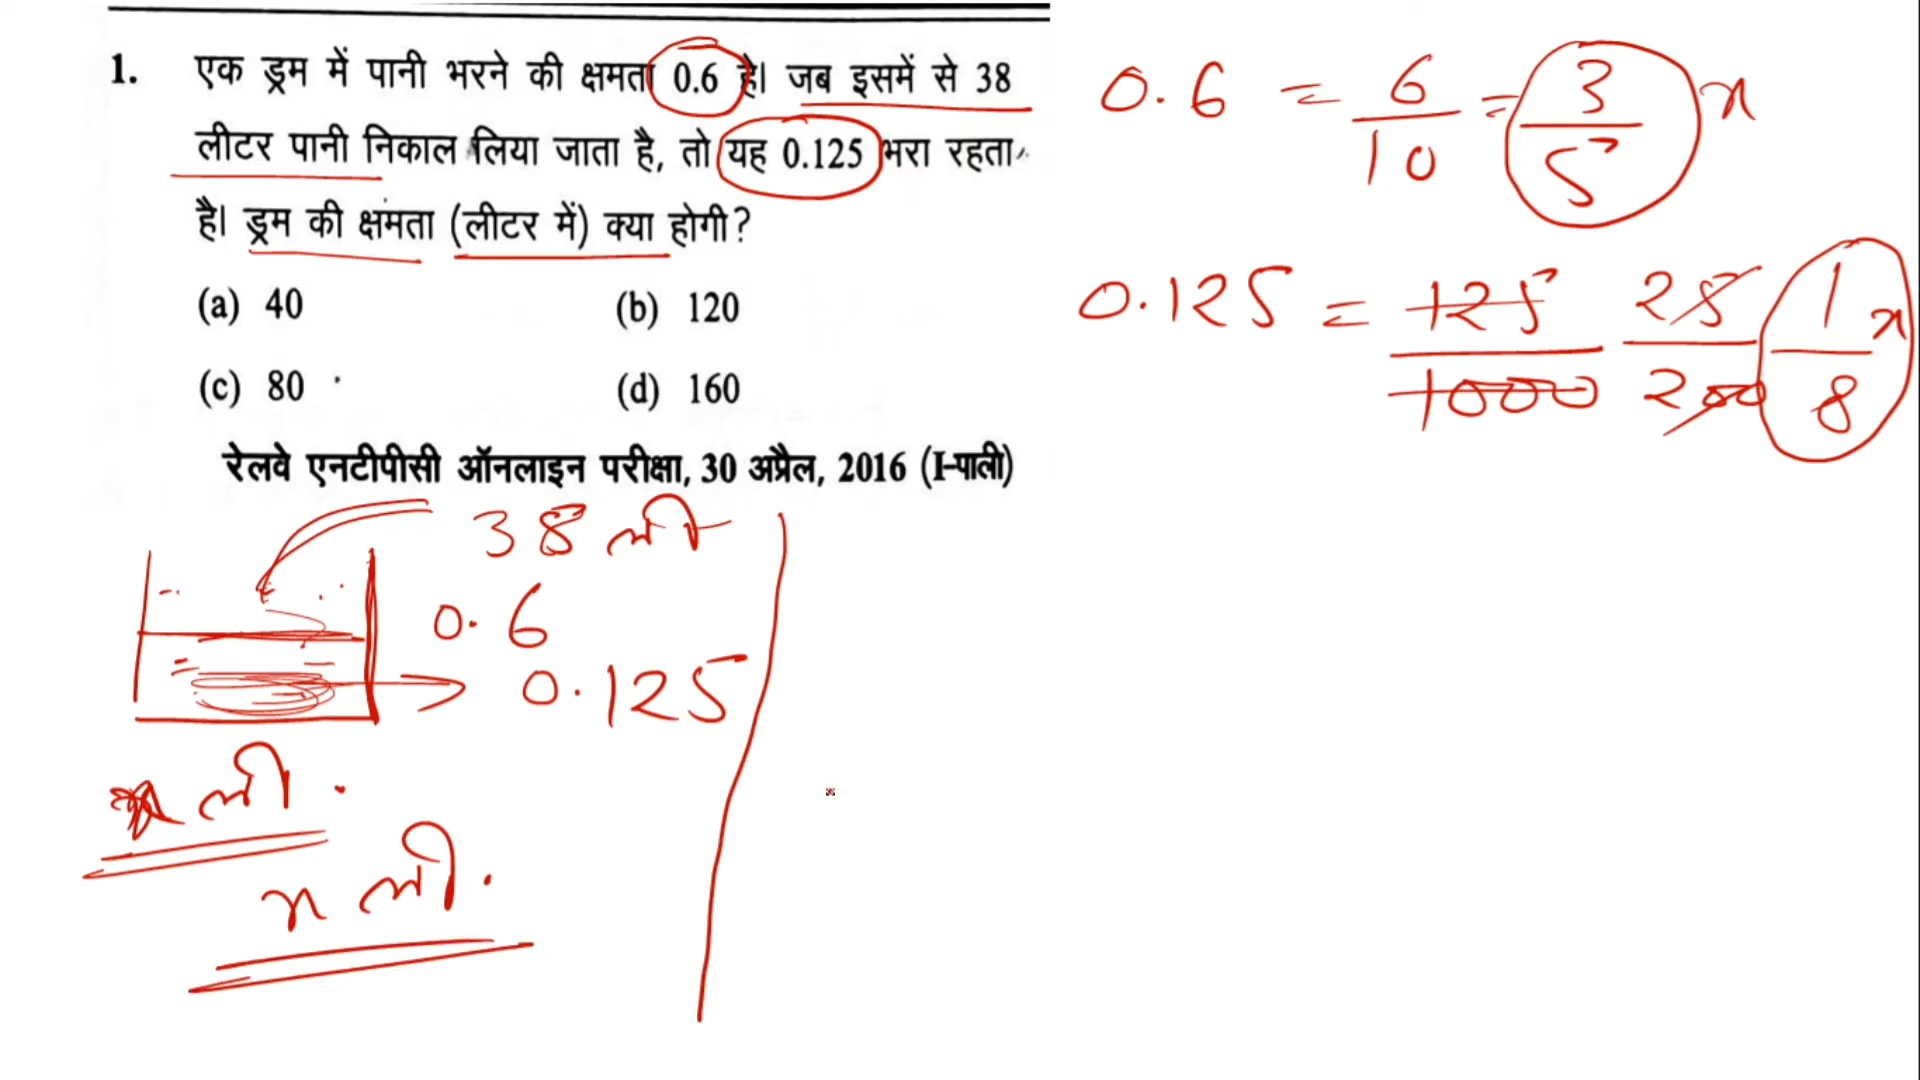 1. एक ड्रम में पानी भरने की क्षमता 0.6 है। जब इसमें से 38
लीटर पानी निकाल लिया जाता है, तो यह 0.125 भरा रहता
है। ड्रम की क्षमता (लीटर में) क्या होगी?
(a) 40 (b) 120
(c) 80 (d) 160
रेलवे एनटीपीसी ऑनलाइन परीक्षा, 30 अप्रैल, 2016 (I-पाली)
38 ली
0.6
0.125
x ली.
x ली.
0.6 = 6/10 = 3/5 x
0.125 = 125/10000 25/200 1/8 x